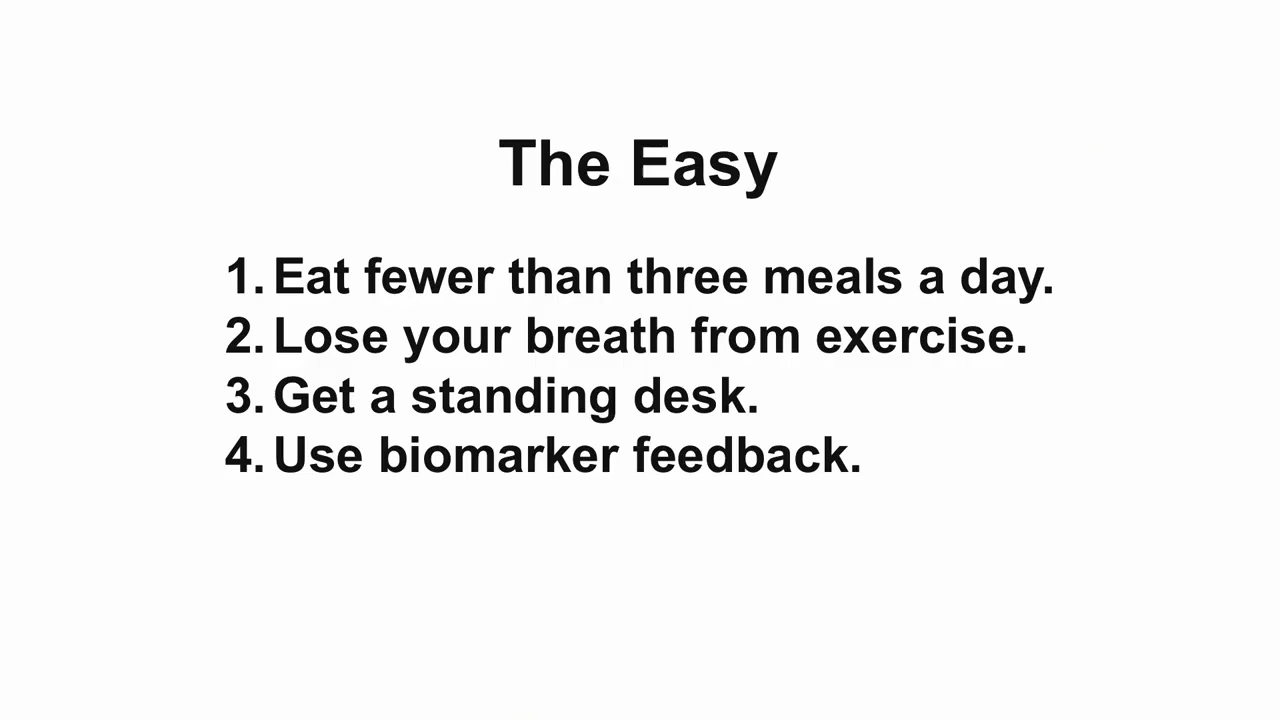 The Easy
1. Eat fewer than three meals a day.
2. Lose your breath from exercise.
3. Get a standing desk.
4. Use biomarker feedback.